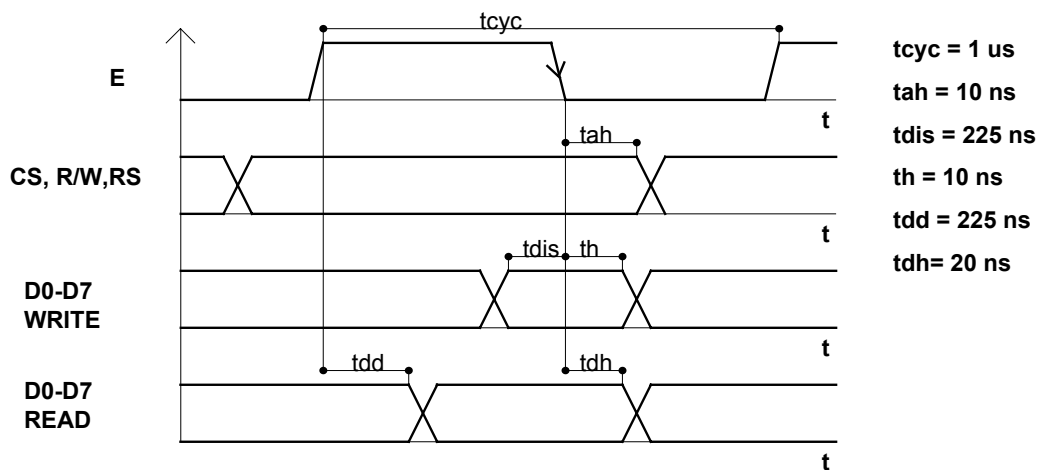 tcyc
E
t
tcyc = 1 us
tah = 10 ns
tdis = 225 ns
th = 10 ns
tdd = 225 ns
tdh= 20 ns
tah
CS, R/W,RS
t
tdis
th
D0-D7
WRITE
t
tdd
tdh
D0-D7
READ
t